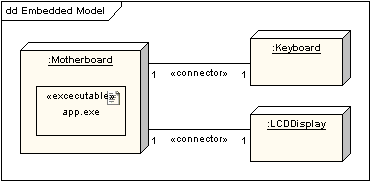 dd Embedded Model
:Motherboard
«excecutable»
app.exe
1 «connector» 1
:Keyboard
1 «connector» 1
:LCDDisplay